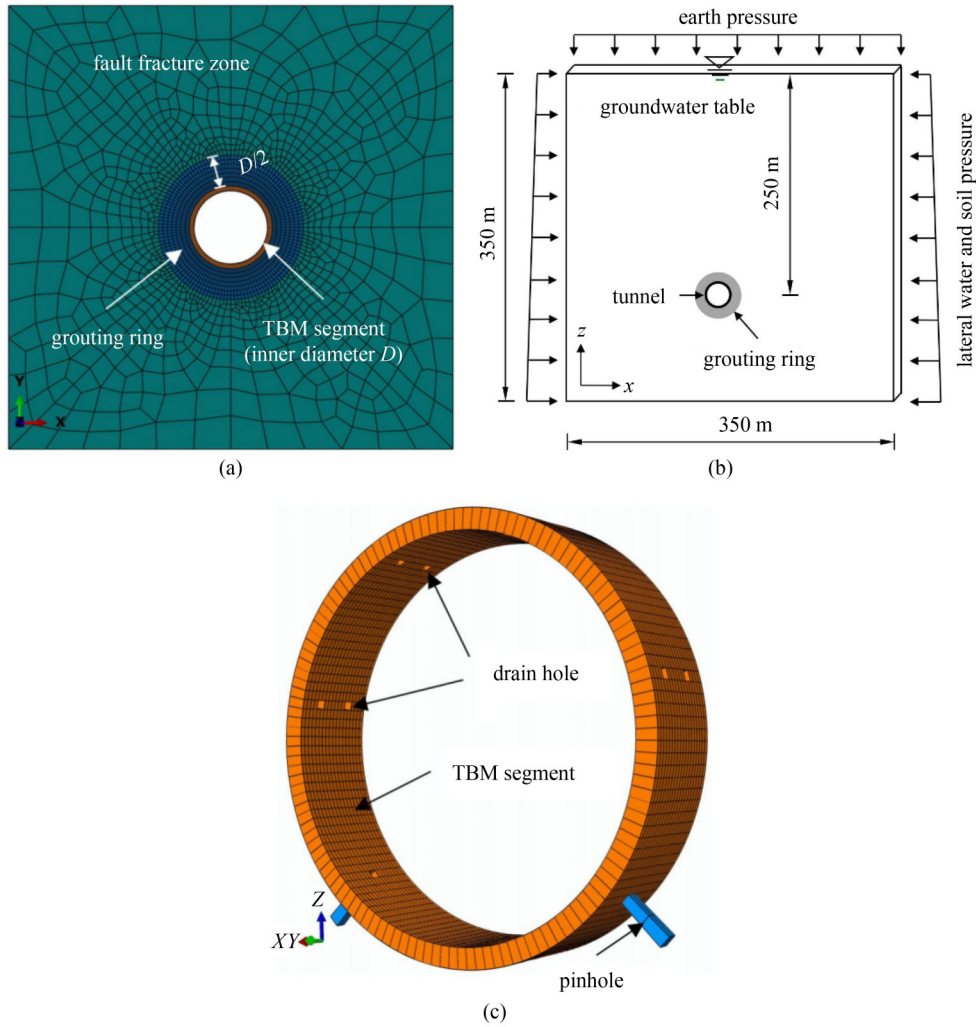 fault fracture zone
D/2
grouting ring
TBM segment
(inner diameter D)
Y
X
(a)
earth pressure
groundwater table
350 m
250 m
lateral water and soil pressure
tunnel
grouting ring
z
x
350 m
(b)
drain hole
TBM segment
Z
XY
pinhole
(c)